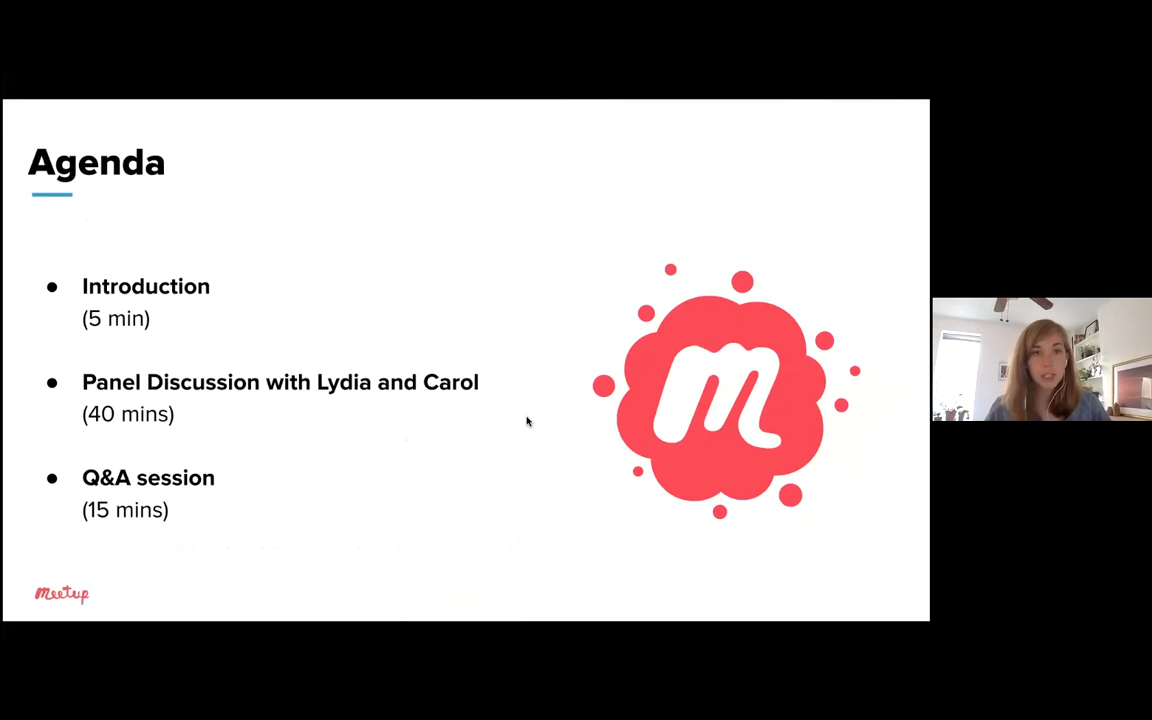 Agenda
● Introduction
(5 min)
● Panel Discussion with Lydia and Carol
(40 mins)
● Q&A session
(15 mins)
m
meetup